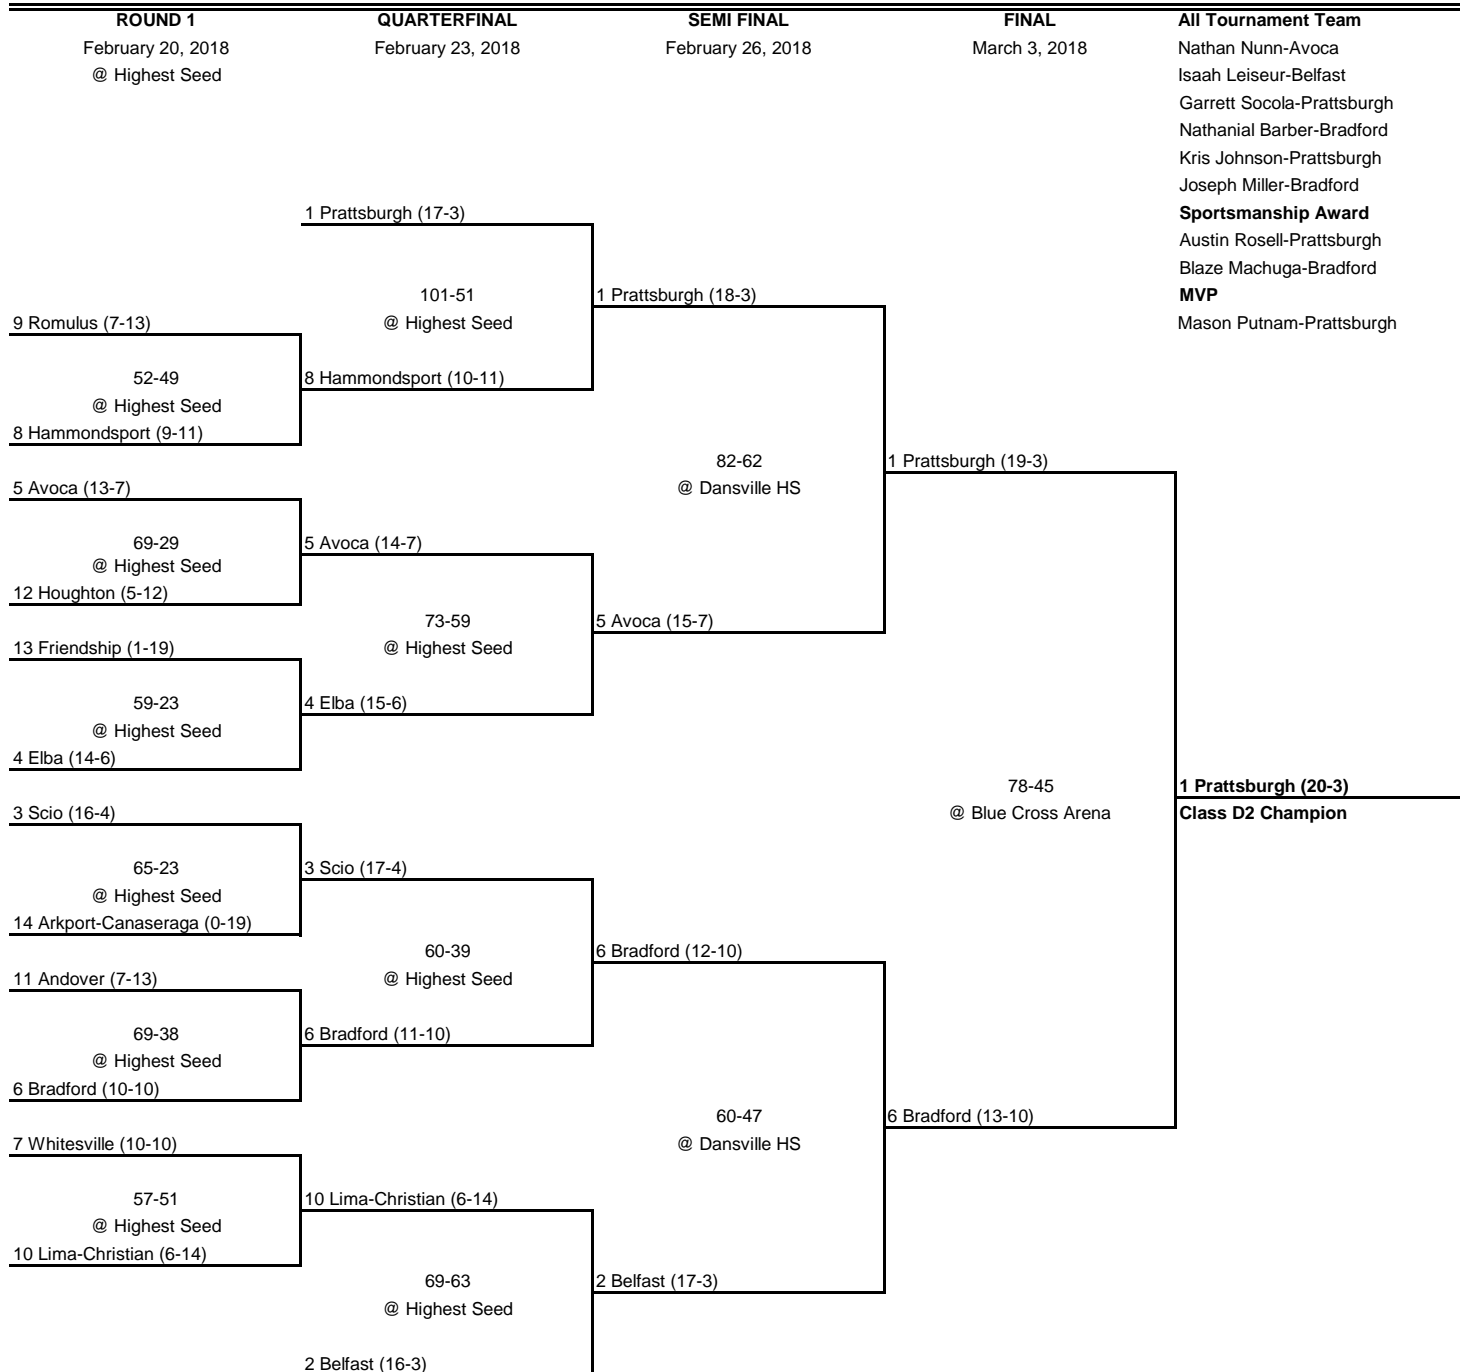 ROUND 1
February 20, 2018
@ Highest Seed
QUARTERFINAL
February 23, 2018
SEMI FINAL
February 26, 2018
FINAL
March 3, 2018
All Tournament Team
Nathan Nunn-Avoca
Isaah Leiseur-Belfast
Garrett Socola-Prattsburgh
Nathanial Barber-Bradford
Kris Johnson-Prattsburgh
Joseph Miller-Bradford
Sportsmanship Award
Austin Rosell-Prattsburgh
Blaze Machuga-Bradford
MVP
Mason Putnam-Prattsburgh
9 Romulus (7-13)
52-49
@ Highest Seed
8 Hammondsport (9-11)
5 Avoca (13-7)
69-29
@ Highest Seed
12 Houghton (5-12)
13 Friendship (1-19)
59-23
@ Highest Seed
4 Elba (14-6)
3 Scio (16-4)
65-23
@ Highest Seed
14 Arkport-Canaseraga (0-19)
11 Andover (7-13)
69-38
@ Highest Seed
6 Bradford (10-10)
7 Whitesville (10-10)
57-51
@ Highest Seed
10 Lima-Christian (6-14)
1 Prattsburgh (17-3)
101-51
@ Highest Seed
8 Hammondsport (10-11)
5 Avoca (14-7)
73-59
@ Highest Seed
4 Elba (15-6)
3 Scio (17-4)
60-39
@ Highest Seed
6 Bradford (11-10)
10 Lima-Christian (6-14)
69-63
@ Highest Seed
2 Belfast (16-3)
1 Prattsburgh (18-3)
82-62
@ Dansville HS
5 Avoca (15-7)
6 Bradford (12-10)
60-47
@ Dansville HS
2 Belfast (17-3)
1 Prattsburgh (19-3)
78-45
@ Blue Cross Arena
6 Bradford (13-10)
1 Prattsburgh (20-3)
Class D2 Champion